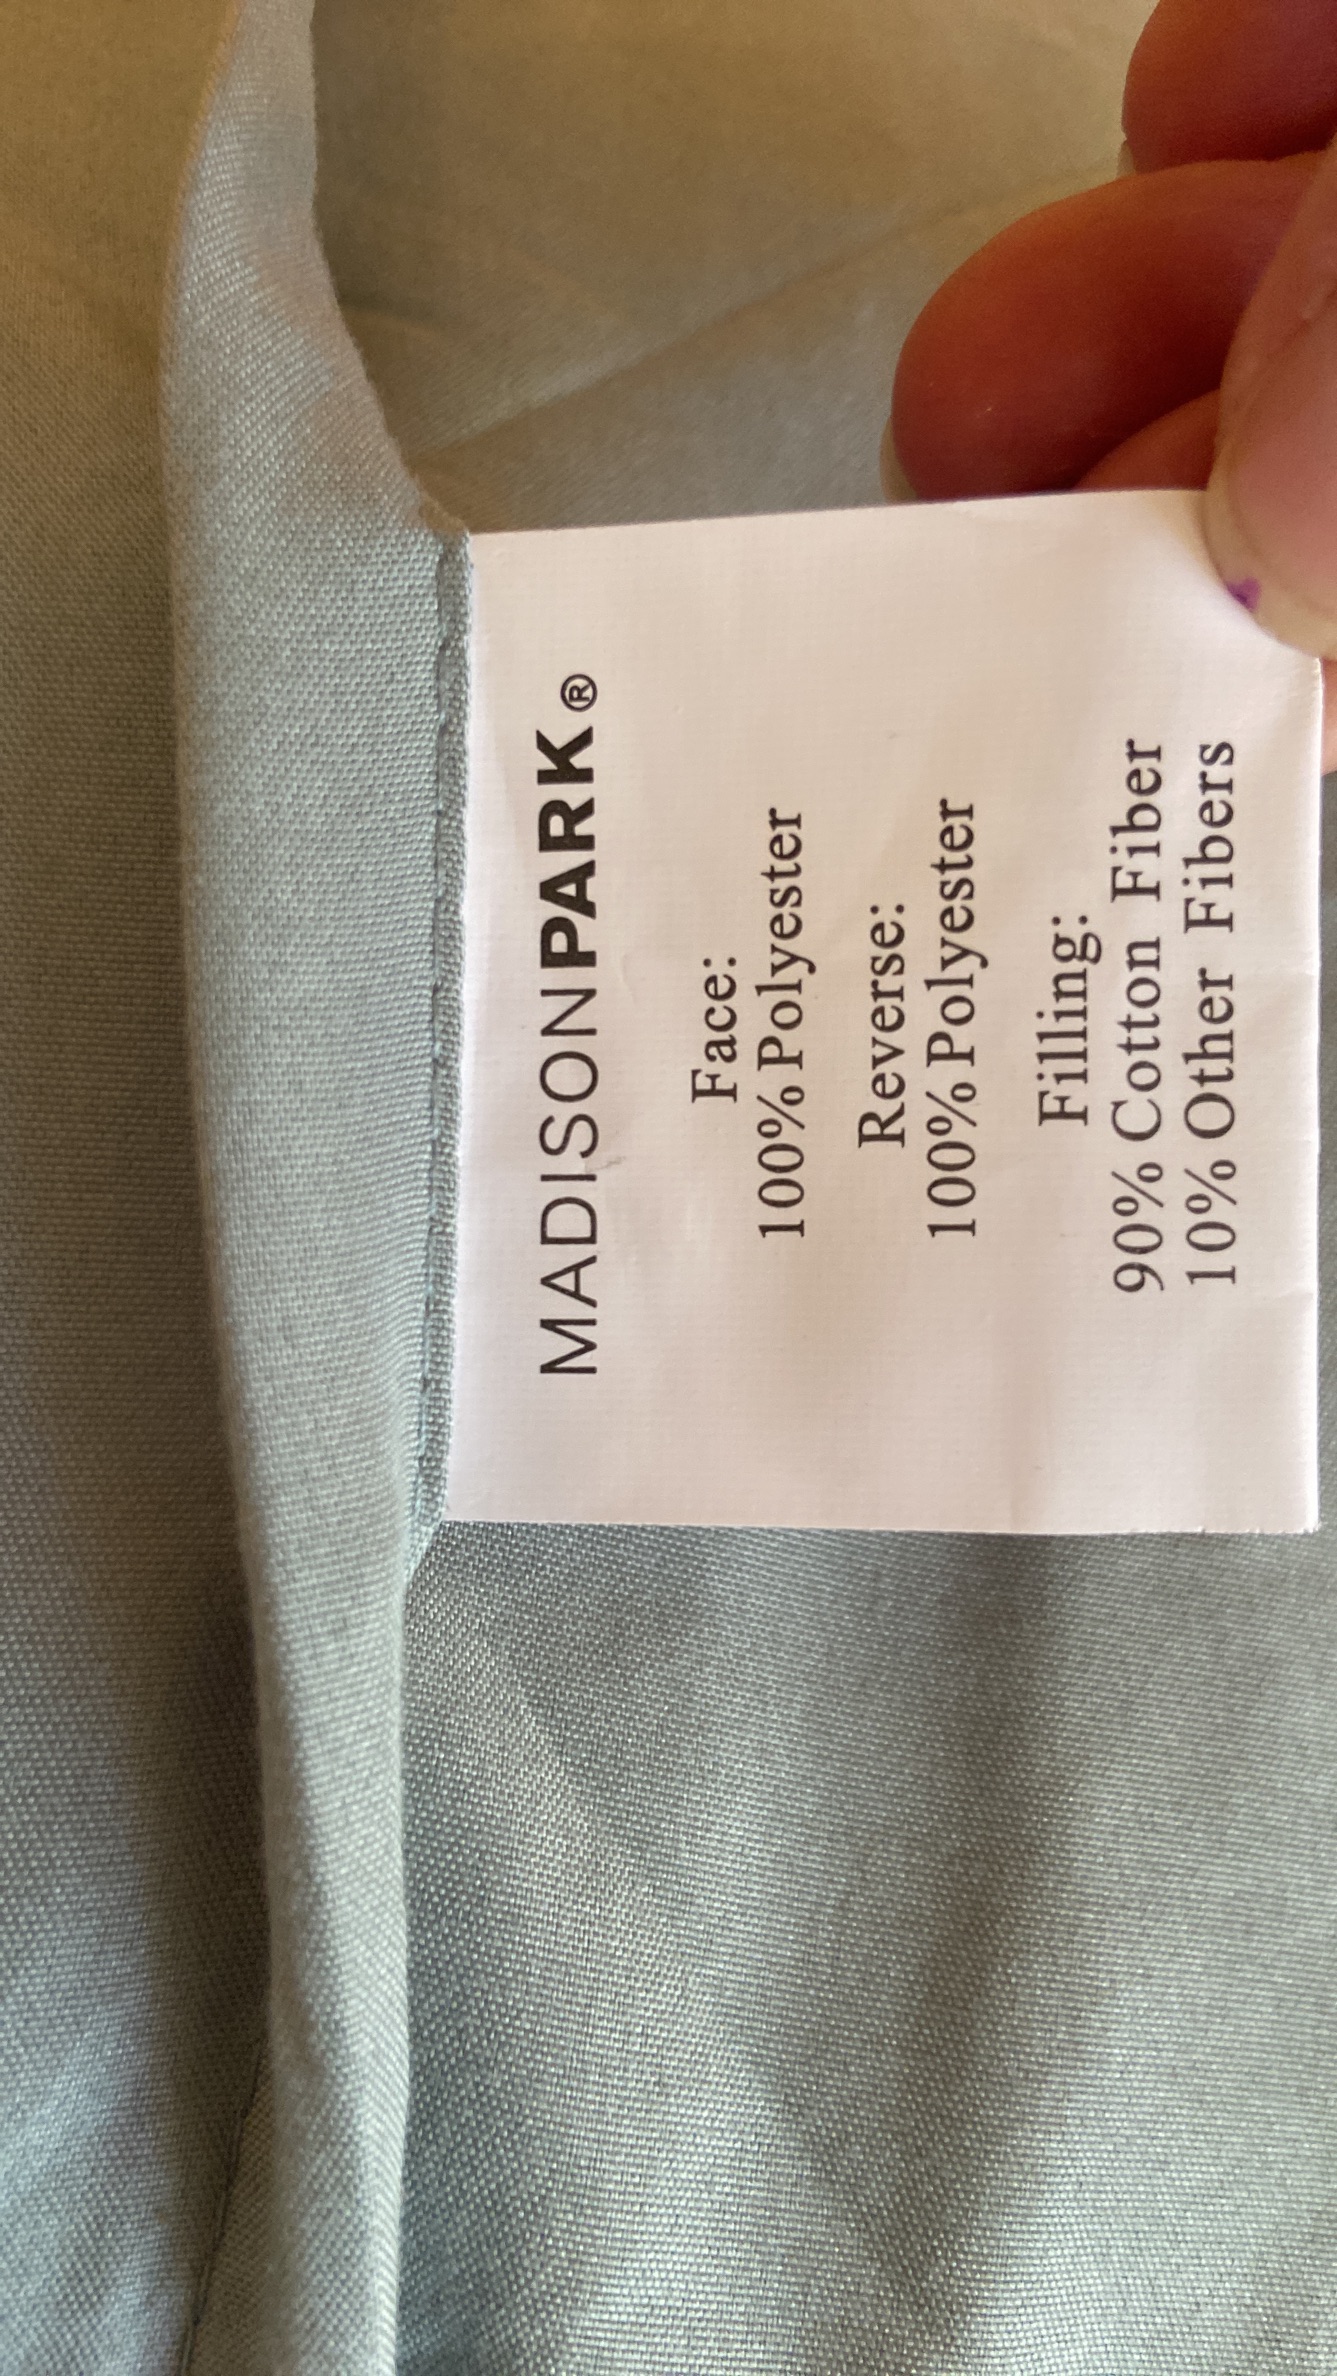 MADISONPARK®
Face:
100% Polyester
Reverse:
100% Polyester
Filling:
90% Cotton Fiber
10% Other Fibers